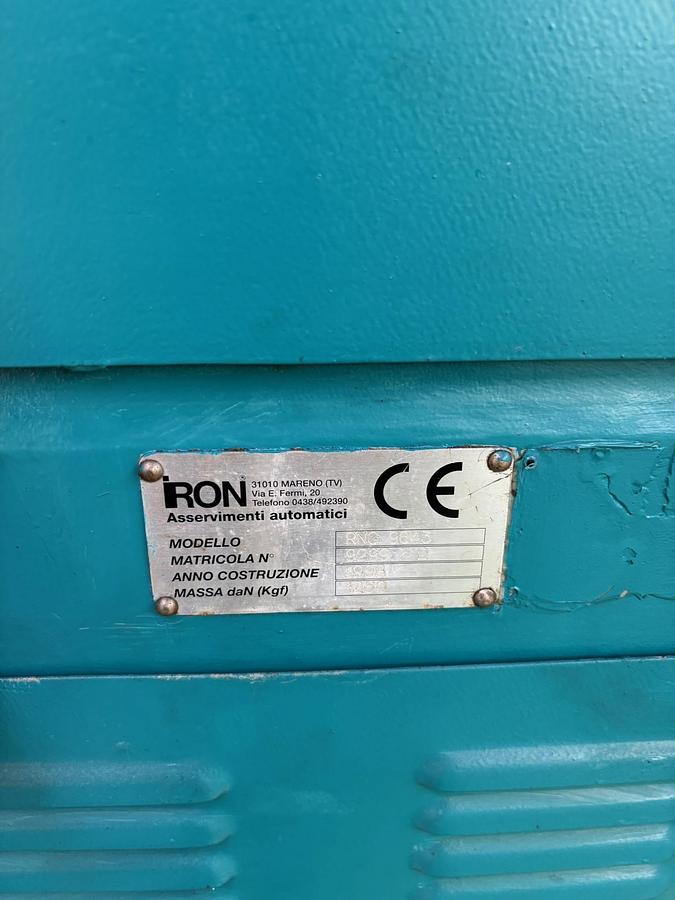 IRON®
31010 MARENO (TV)
Via E. Fermi, 20
Telefono 0438/492390
Asservimenti automatici
CE
MODELLO RNC
MATRICOLA N°
ANNO COSTRUZIONE
MASSA daN (Kgf)